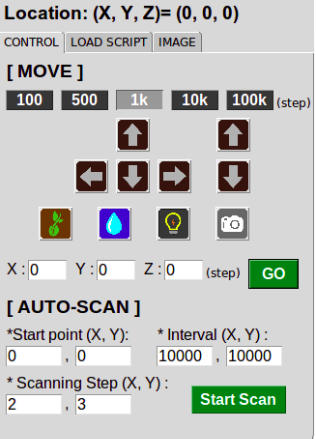 Location: (X, Y, Z)= (0, 0, 0)
CONTROL LOAD SCRIPT IMAGE
[ MOVE ]
100 500 1k 10k 100k (step)
X : 0 Y : 0 Z : 0 (step) GO
[ AUTO-SCAN ]
*Start point (X, Y): * Interval (X, Y) :
0 , 0 10000 , 10000
* Scanning Step (X, Y) :
2 , 3 Start Scan